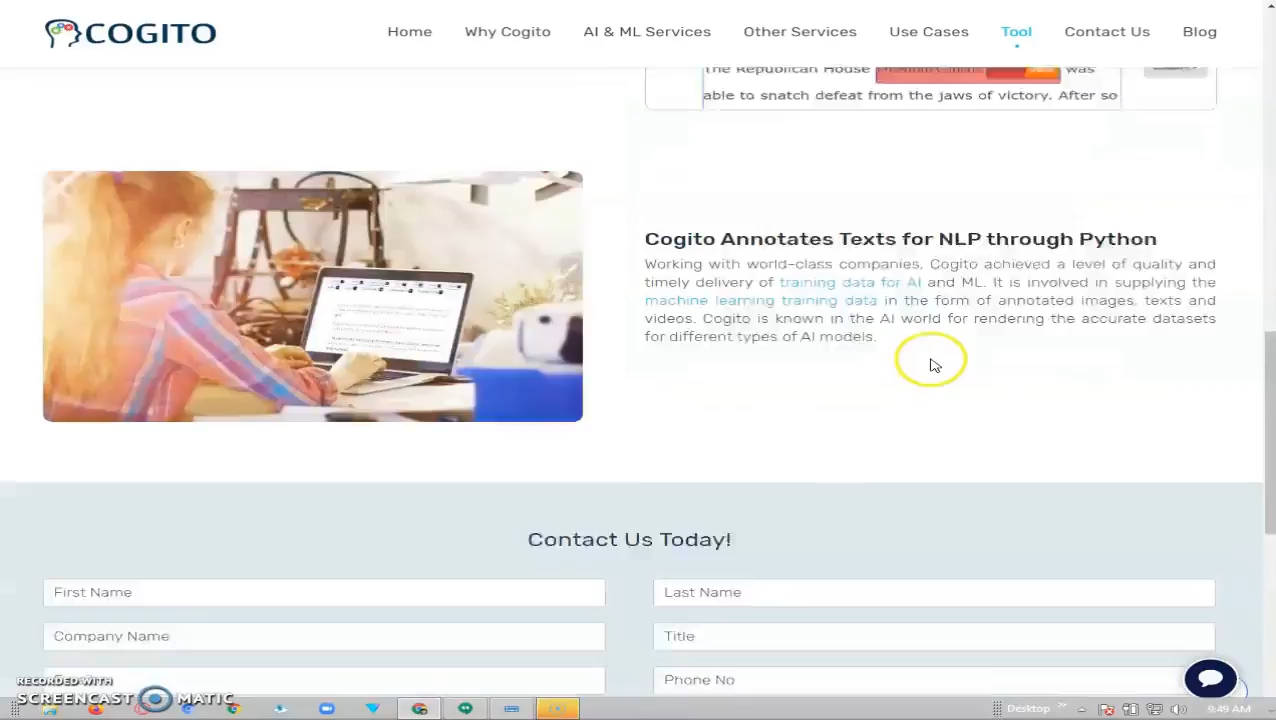 COGITO
Home Why Cogito AI & ML Services Other Services Use Cases Tool Contact Us Blog
The Republican House was
able to snatch defeat from the jaws of victory. After so
Cogito Annotates Texts for NLP through Python
Working with world-class companies, Cogito achieved a level of quality and
timely delivery of training data for AI and ML. It is involved in supplying the
machine learning training data in the form of annotated images, texts and
videos. Cogito is known in the AI world for rendering the accurate datasets
for different types of AI models.
Contact Us Today!
First Name Last Name
Company Name Title
Phone No
RECORDED WITH
SCREENCAST MATIC
Desktop 9:49 AM